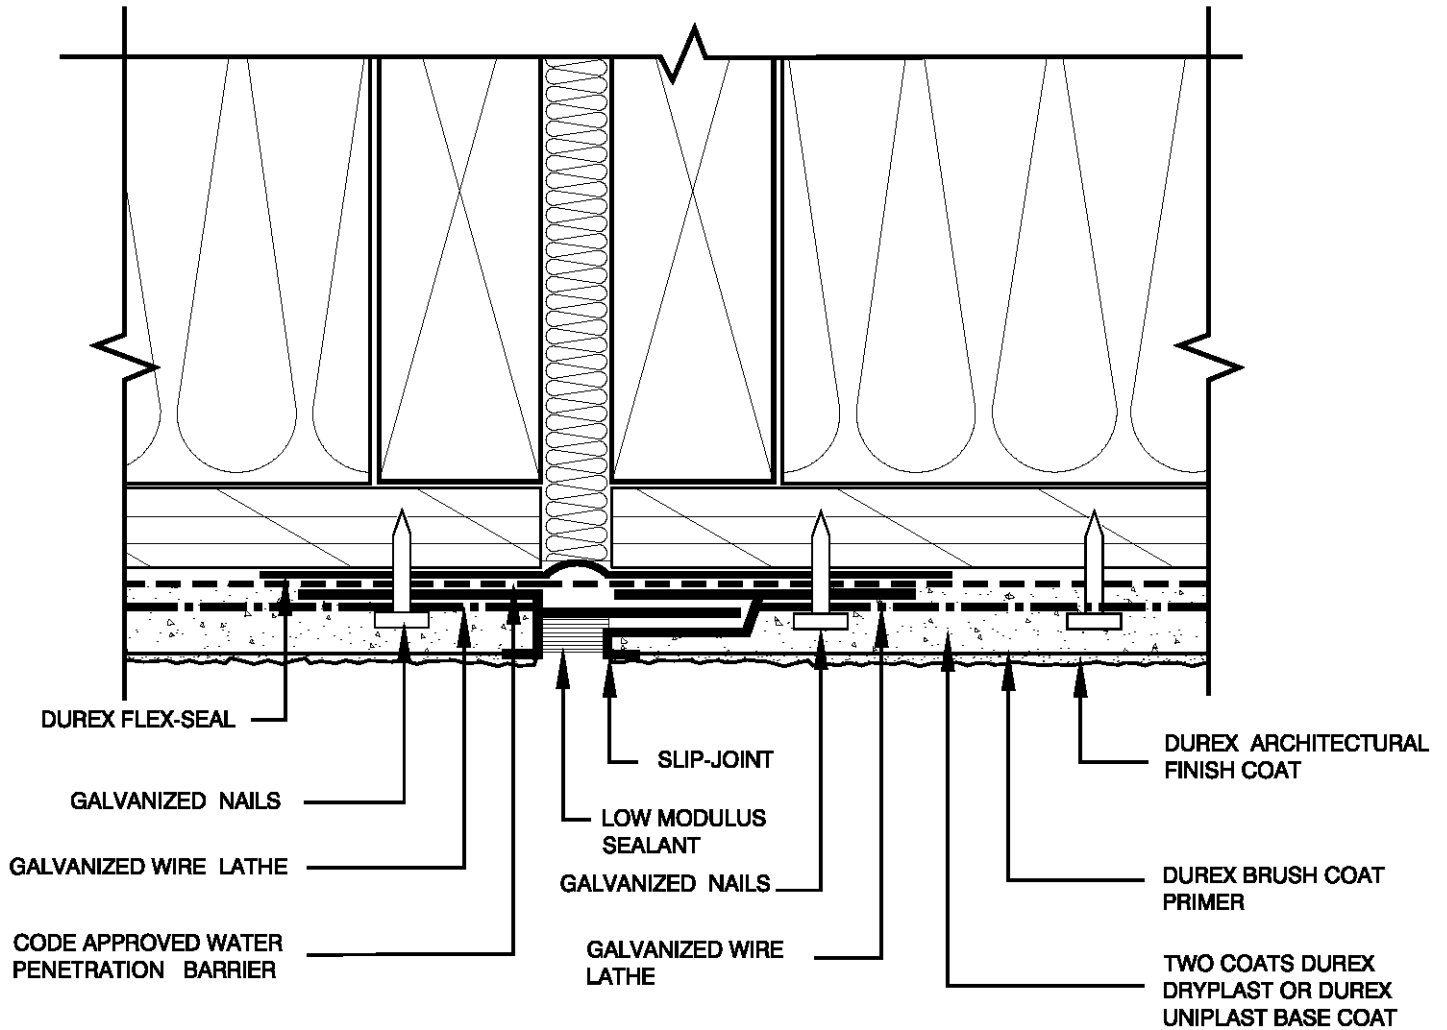 DUREX FLEX-SEAL
GALVANIZED NAILS
GALVANIZED WIRE LATHE
CODE APPROVED WATER
PENETRATION BARRIER
SLIP-JOINT
LOW MODULUS
SEALANT
GALVANIZED NAILS
GALVANIZED WIRE
LATHE
DUREX ARCHITECTURAL
FINISH COAT
DUREX BRUSH COAT
PRIMER
TWO COATS DUREX
DRYPLAST OR DUREX
UNIPLAST BASE COAT